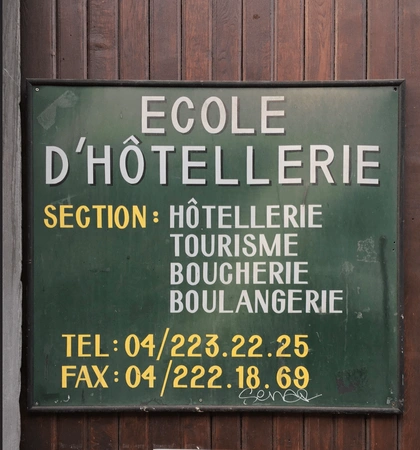 ECOLE
D'HÔTELLERIE
SECTION: HÔTELLERIE
TOURISME
BOUCHERIE
BOULANGERIE
TEL: 04/223.22.25
FAX: 04/222.18.69